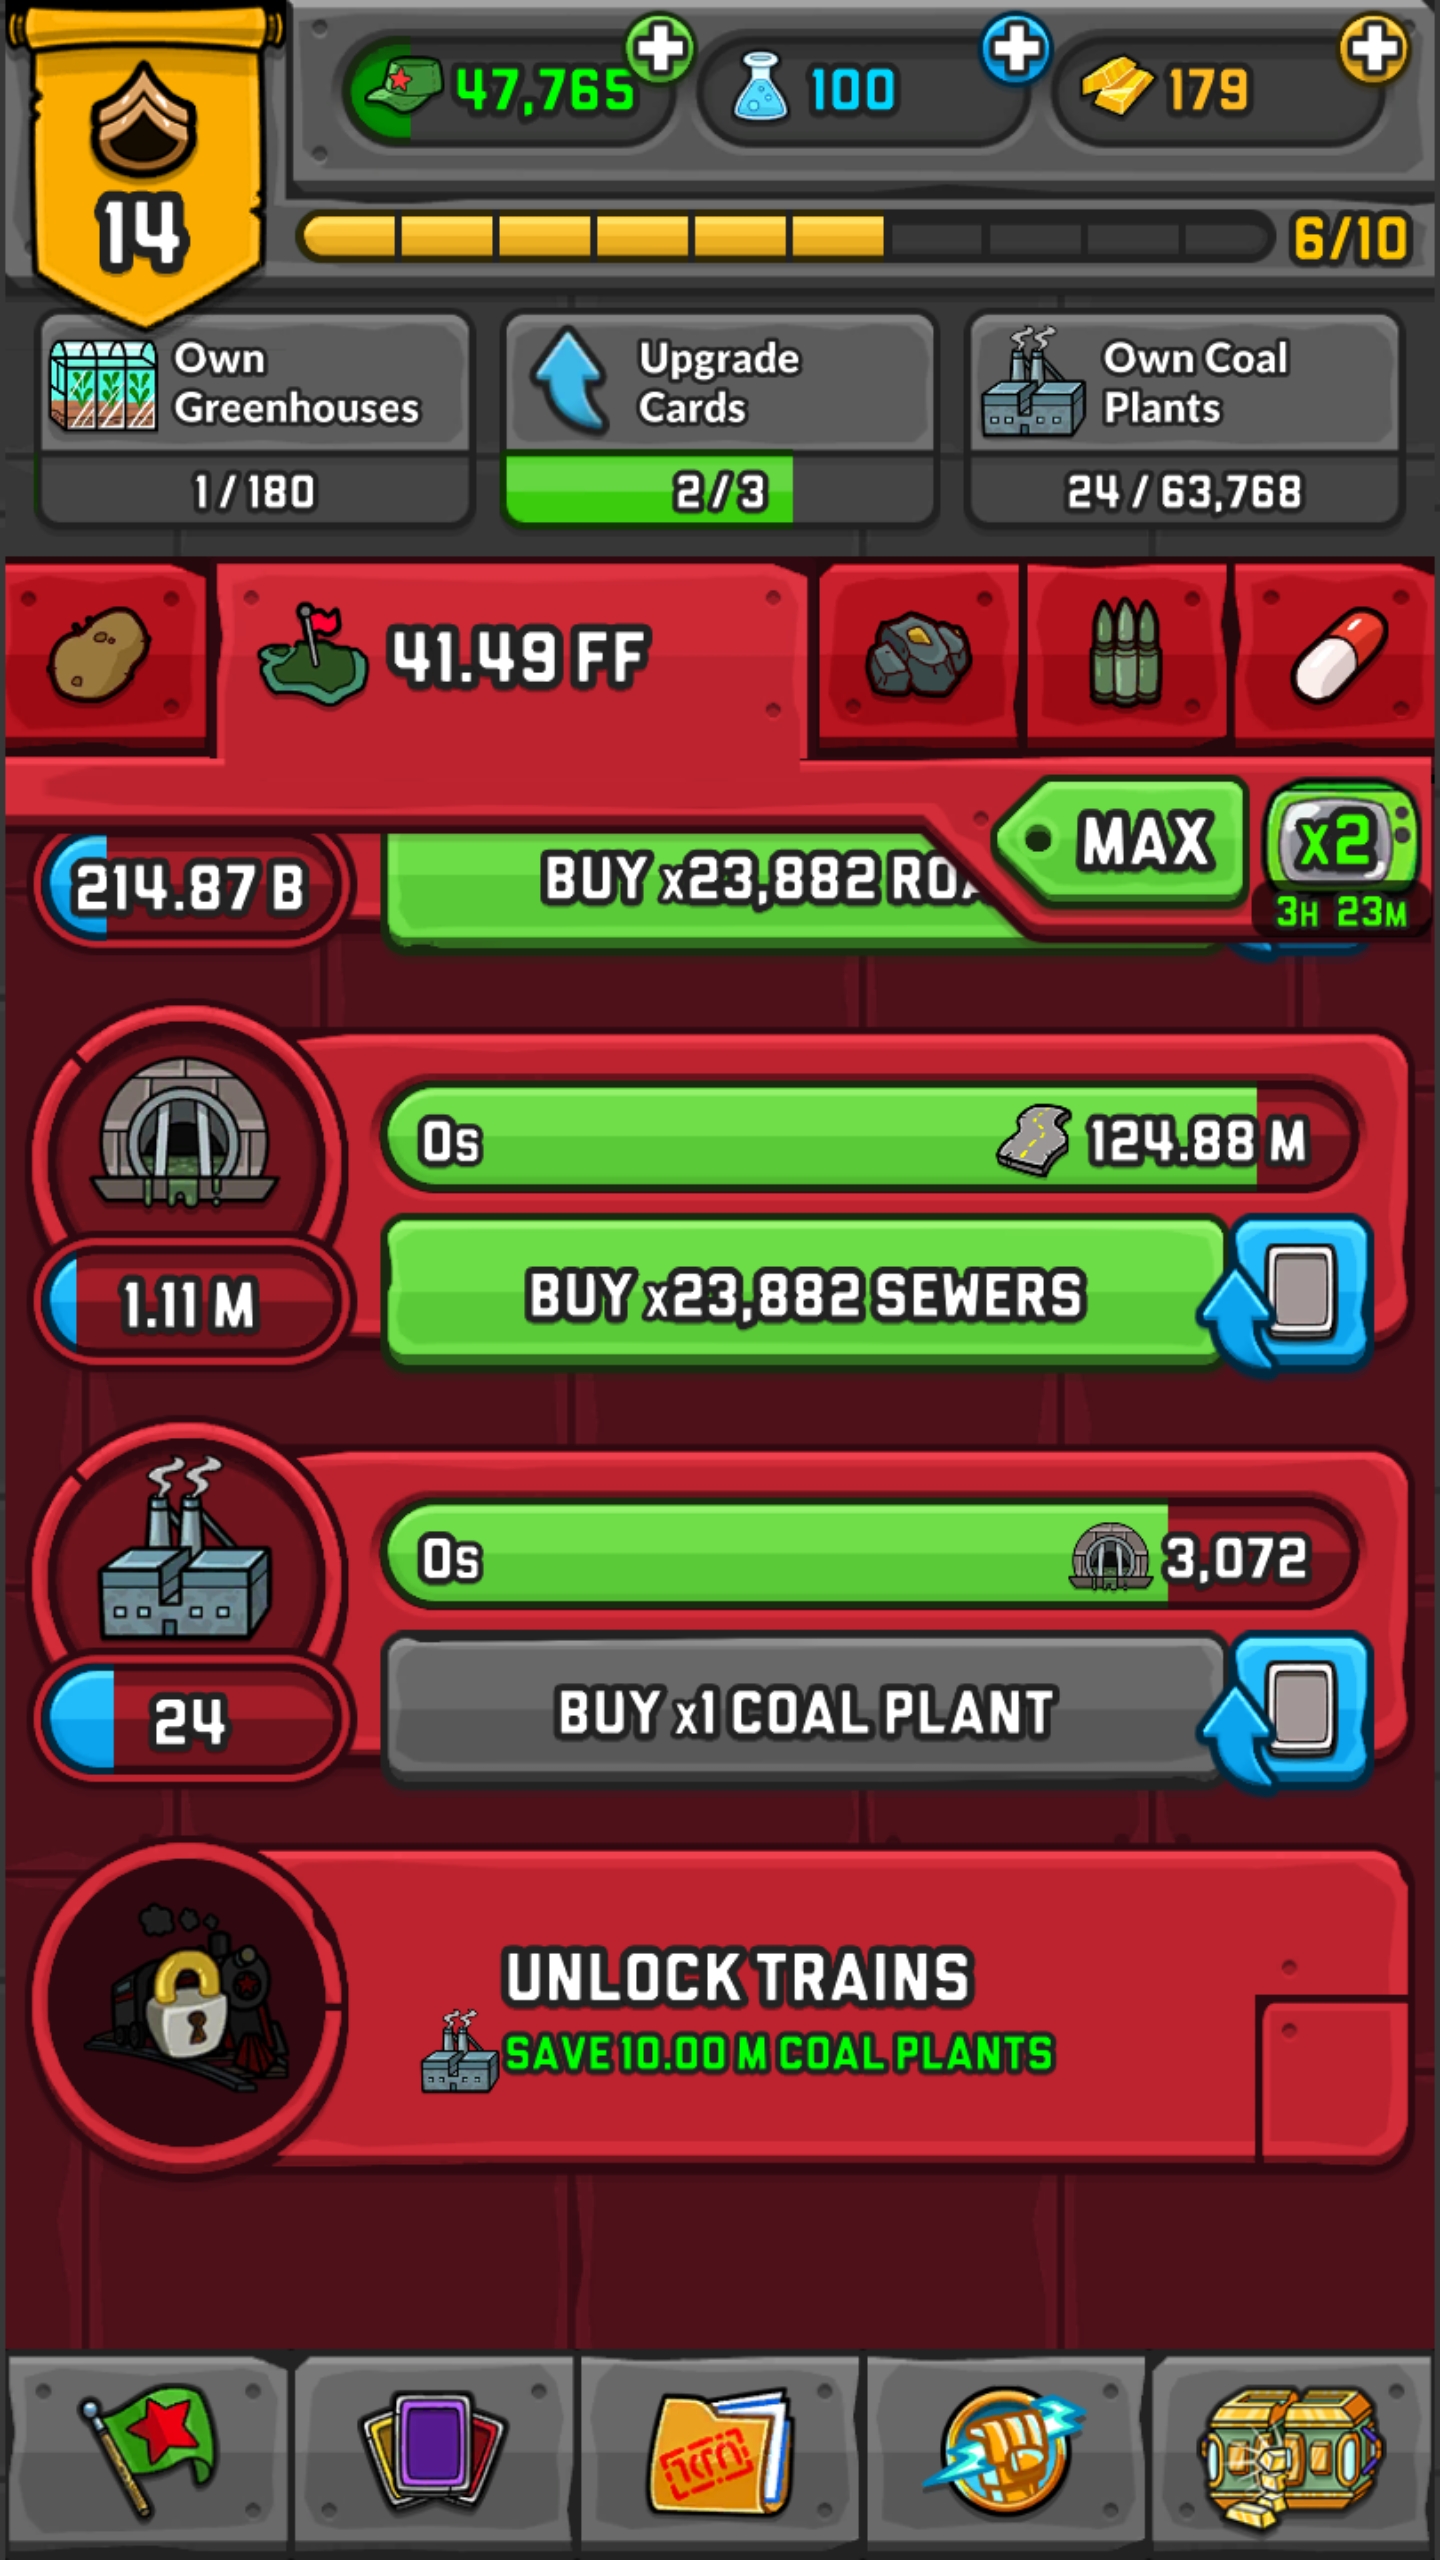 47,765
100
179
14
6/10
Own
Greenhouses
Upgrade
Cards
Own Coal
Plants
1/180
2/3
24/63,768
41.49 FF
MAX
x2
3H 23M
214.87 B
BUY x23,882
0s
124.88 M
1.11 M
BUY x23,882 SEWERS
0s
3,072
24
BUY x1 COAL PLANT
UNLOCK TRAINS
SAVE 10.00 M COAL PLANTS